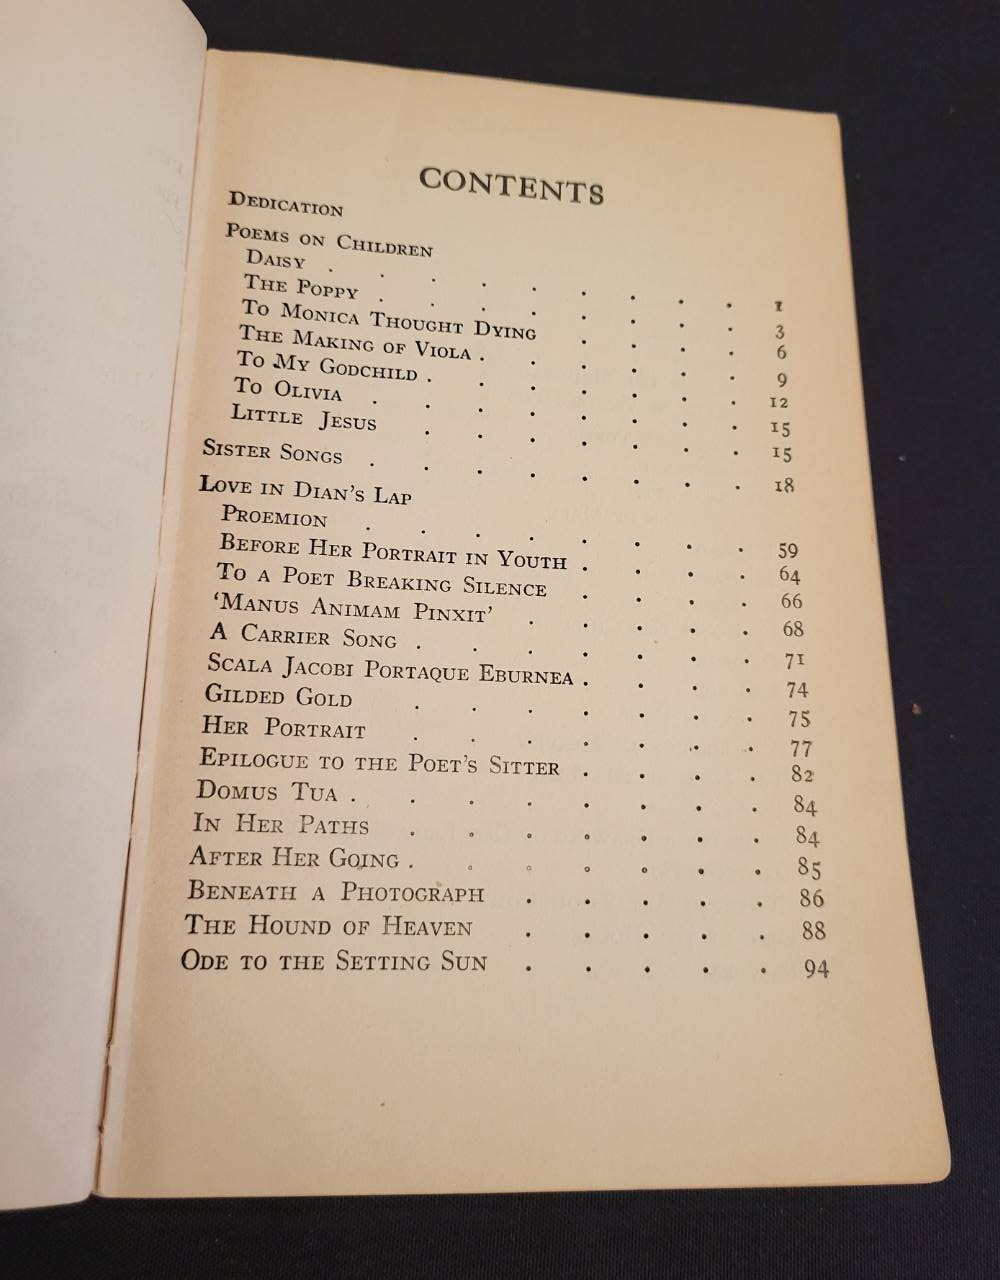 CONTENTS
DEDICATION
POEMS ON CHILDREN
DAISY . . . . . . . . . 1
THE POPPY . . . . . . . . 3
TO MONICA THOUGHT DYING . . . . 6
THE MAKING OF VIOLA . . . . . . 9
TO MY GODCHILD . . . . . . . 12
TO OLIVIA . . . . . . . . 15
LITTLE JESUS . . . . . . . 15
SISTER SONGS . . . . . . . . 18
LOVE IN DIAN'S LAP
PROEMION . . . . . . . . 59
BEFORE HER PORTRAIT IN YOUTH . . . . 64
TO A POET BREAKING SILENCE . . . . 66
'MANUS ANIMAM PINXIT' . . . . . 68
A CARRIER SONG . . . . . . . 71
SCALA JACOBI PORTAQUE EBURNEA . . . . 74
GILDED GOLD . . . . . . . 75
HER PORTRAIT . . . . . . . 77
EPILOGUE TO THE POET'S SITTER . . . . 82
DOMUS TUA . . . . . . . . 84
IN HER PATHS . . . . . . . 84
AFTER HER GOING . . . . . . . 85
BENEATH A PHOTOGRAPH . . . . . 86
THE HOUND OF HEAVEN . . . . . 88
ODE TO THE SETTING SUN . . . . . 94